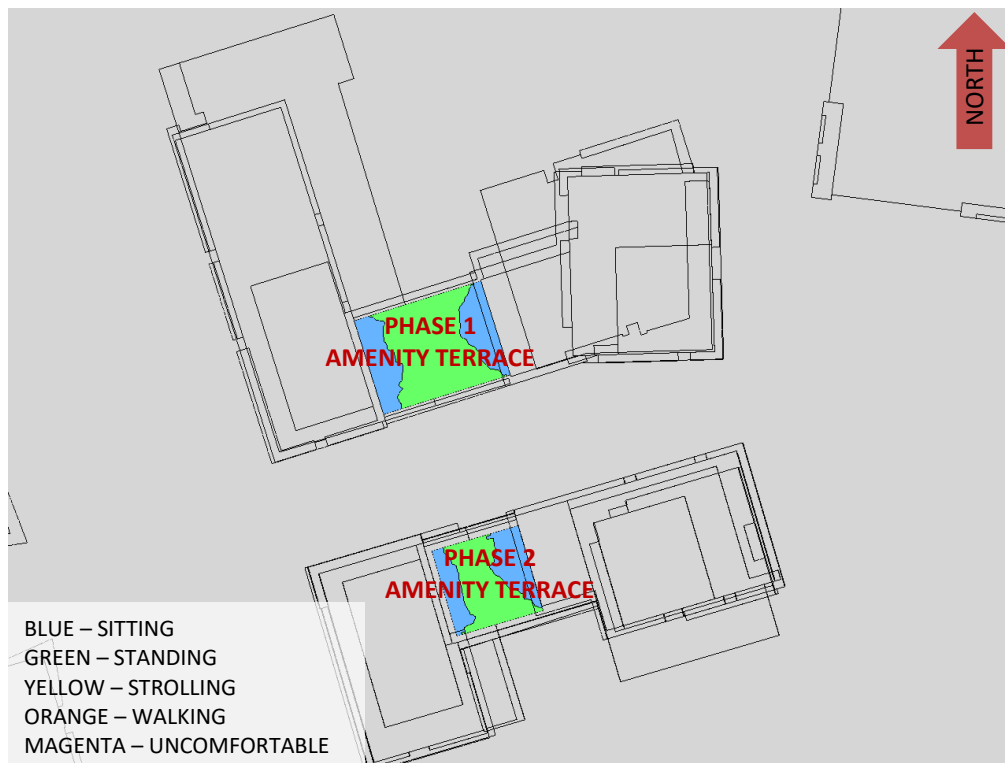 NORTH
PHASE 1
AMENITY TERRACE
PHASE 2
AMENITY TERRACE
BLUE – SITTING
GREEN – STANDING
YELLOW – STROLLING
ORANGE – WALKING
MAGENTA – UNCOMFORTABLE